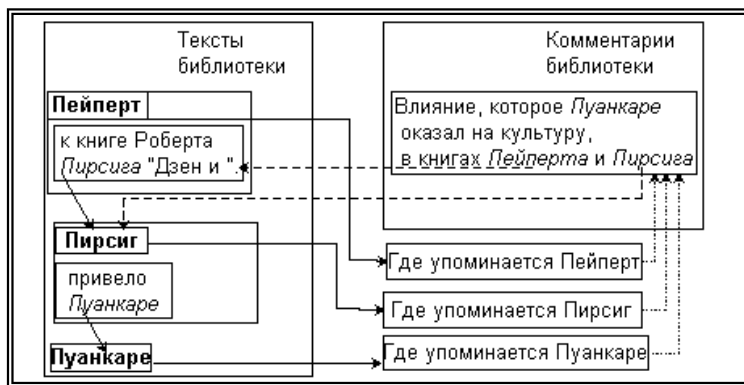 Тексты
библиотеки
Пейперт
к книге Роберта
Пирсига "Дзен и ".
Пирсиг
привело
Пуанкаре
Пуанкаре
Комментарии
библиотеки
Влияние, которое Пуанкаре
оказал на культуру,
в книгах Пейперта и Пирсига
Где упоминается Пейперт
Где упоминается Пирсиг
Где упоминается Пуанкаре